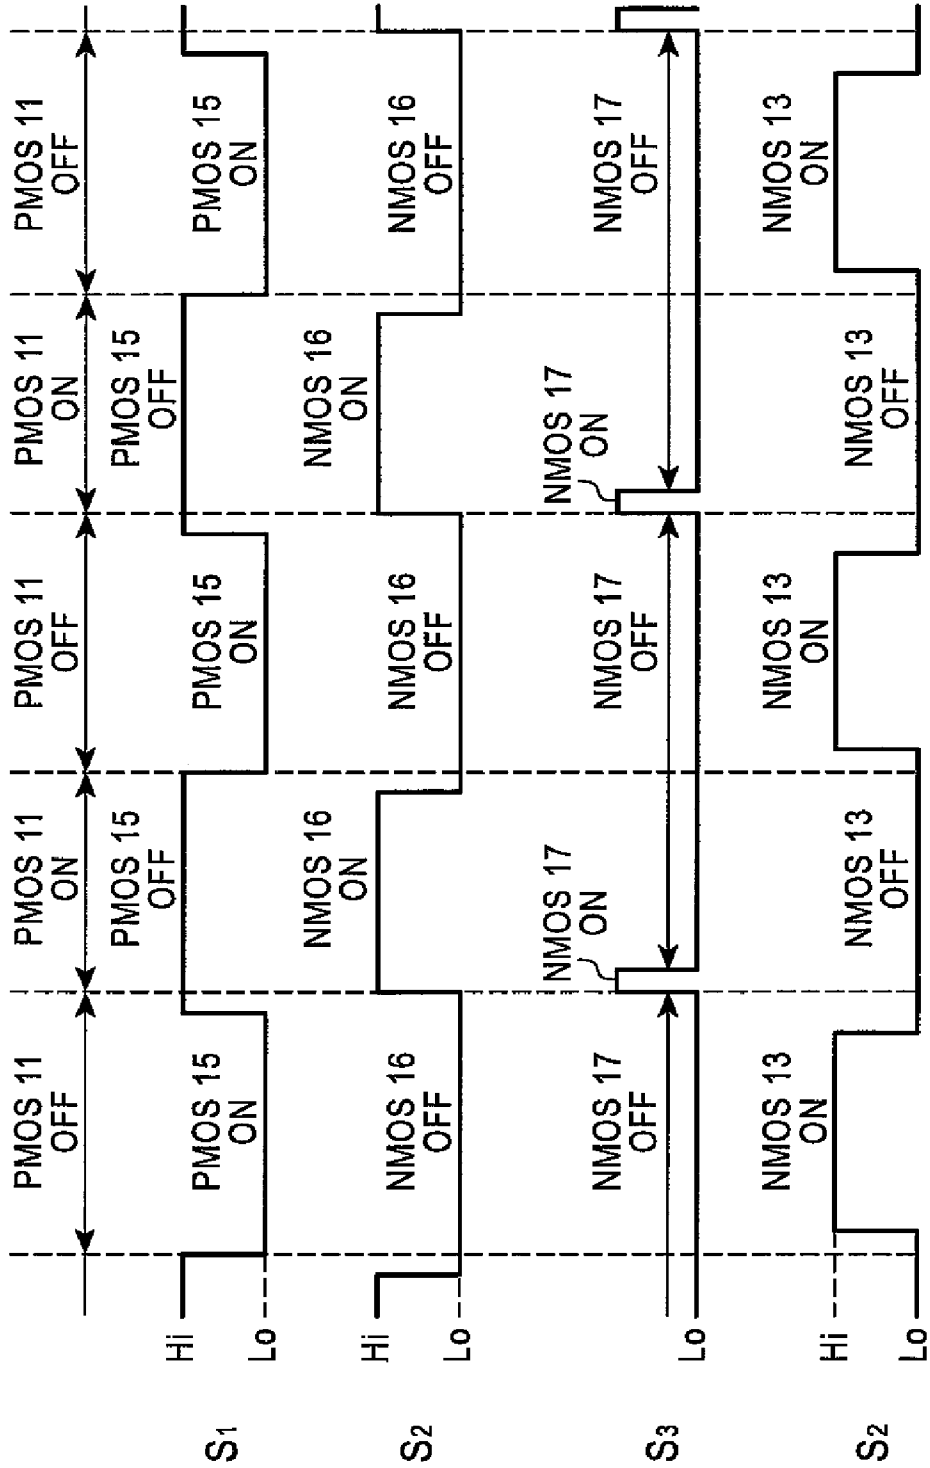 PMOS 11
OFF
PMOS 11
ON
PMOS 11
OFF
PMOS 11
ON
PMOS 11
OFF
S1
Hi
Lo
PMOS 15
ON
PMOS 15
OFF
PMOS 15
ON
PMOS 15
OFF
PMOS 15
ON
S2
Hi
Lo
NMOS 16
OFF
NMOS 16
ON
NMOS 16
OFF
NMOS 16
ON
NMOS 16
OFF
S3
Lo
NMOS 17
OFF
NMOS 17
ON
NMOS 17
OFF
NMOS 17
ON
NMOS 17
OFF
S2
Hi
Lo
NMOS 13
ON
NMOS 13
OFF
NMOS 13
ON
NMOS 13
OFF
NMOS 13
ON